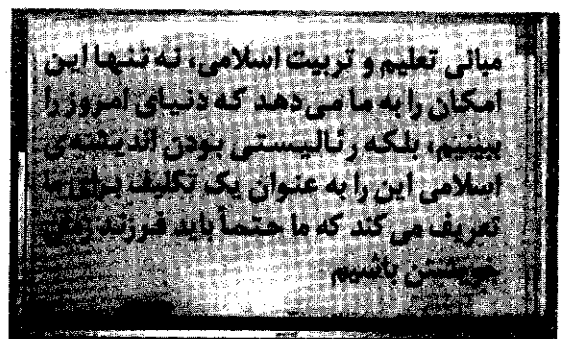 مبانی تعلیم و تربیت اسلامی، نه تنها این
امکان را به ما می‌دهد که دنیای امروز را
ببینیم، بلکه رئالیستی بودن اندیشه‌ی
اسلامی این را به عنوان یک تکلیف برای ما
تعریف می‌کند که ما حتماً باید فرزند زمان
خویشتن باشیم